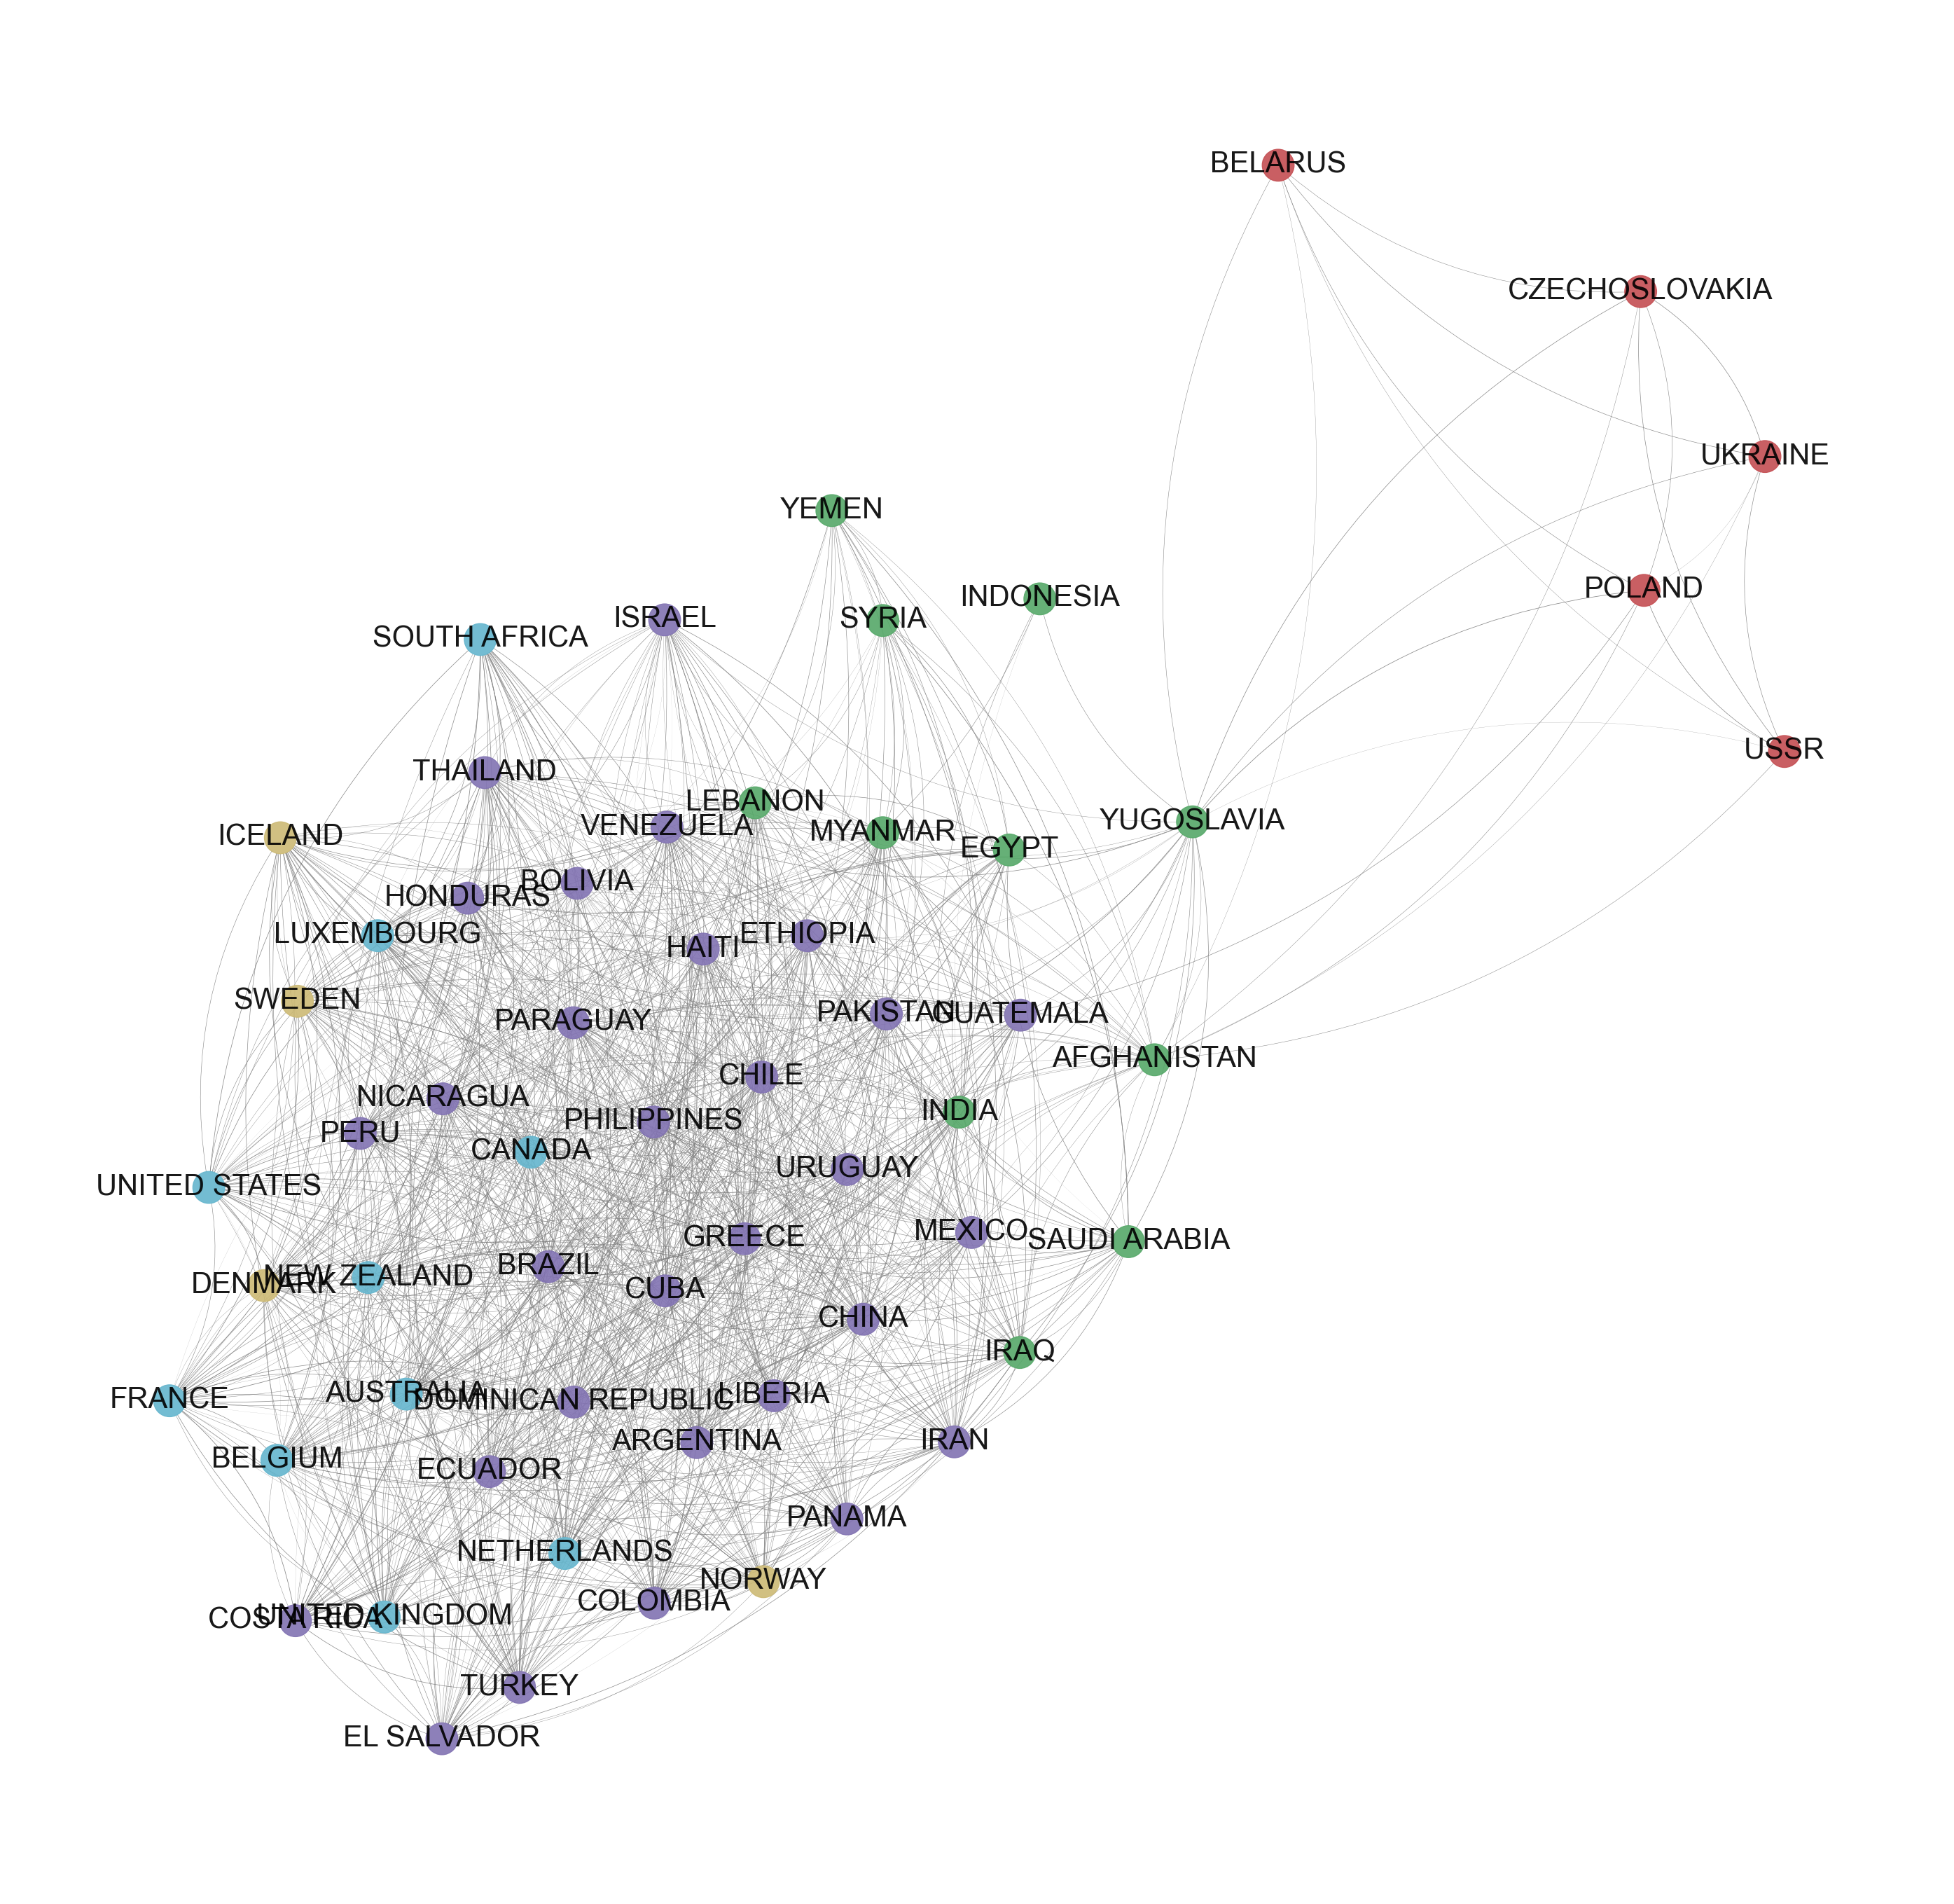 BELARUS
CZECHOSLOVAKIA
UKRAINE
YEMEN
POLAND
INDONESIA
ISRAEL
SYRIA
SOUTH AFRICA
USSR
THAILAND
LEBANON
YUGOSLAVIA
VENEZUELA
MYANMAR
ICELAND
EGYPT
BOLIVIA
HONDURAS
LUXEMBOURG
ETHIOPIA
HAITI
SWEDEN
PAKISTAN
GUATEMALA
PARAGUAY
AFGHANISTAN
CHILE
NICARAGUA
INDIA
PHILIPPINES
PERU
CANADA
URUGUAY
UNITED STATES
MEXICO
GREECE
SAUDI ARABIA
BRAZIL
NEW ZEALAND
DENMARK
CUBA
CHINA
IRAQ
AUSTRALIA
LIBERIA
FRANCE
DOMINICAN REPUBLIC
ARGENTINA
IRAN
BELGIUM
ECUADOR
PANAMA
NETHERLANDS
NORWAY
COLOMBIA
UNITED KINGDOM
COSTA RICA
TURKEY
EL SALVADOR